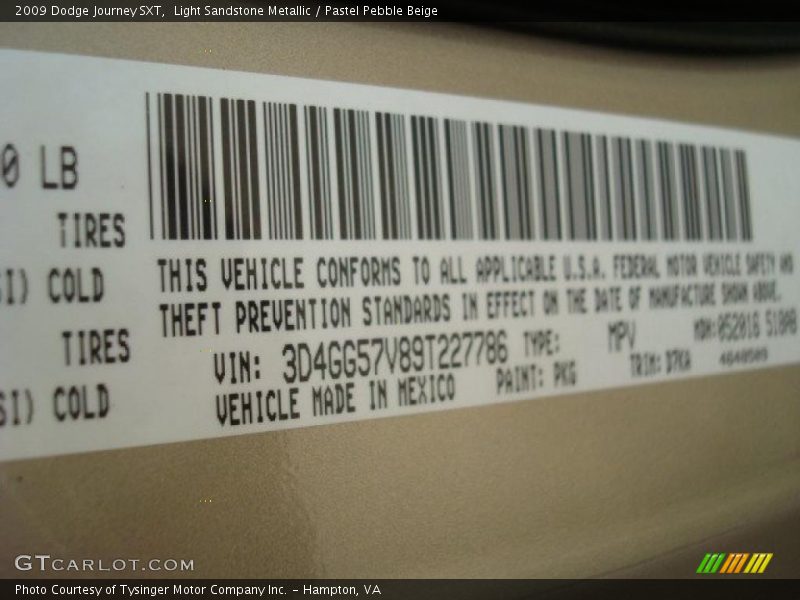 2009 Dodge Journey SXT, Light Sandstone Metallic / Pastel Pebble Beige
0 LB
TIRES
SI) COLD
TIRES
SI) COLD
THIS VEHICLE CONFORMS TO ALL APPLICABLE U.S.A. FEDERAL MOTOR VEHICLE SAFETY AND
THEFT PREVENTION STANDARDS IN EFFECT ON THE DATE OF MANUFACTURE SHOWN ABOVE.
VIN: 3D4GG57V89T227786 TYPE: MPV MDH:
VEHICLE MADE IN MEXICO PAINT: PKG TRIM:
GTCARLOT.COM
Photo Courtesy of Tysinger Motor Company Inc. - Hampton, VA